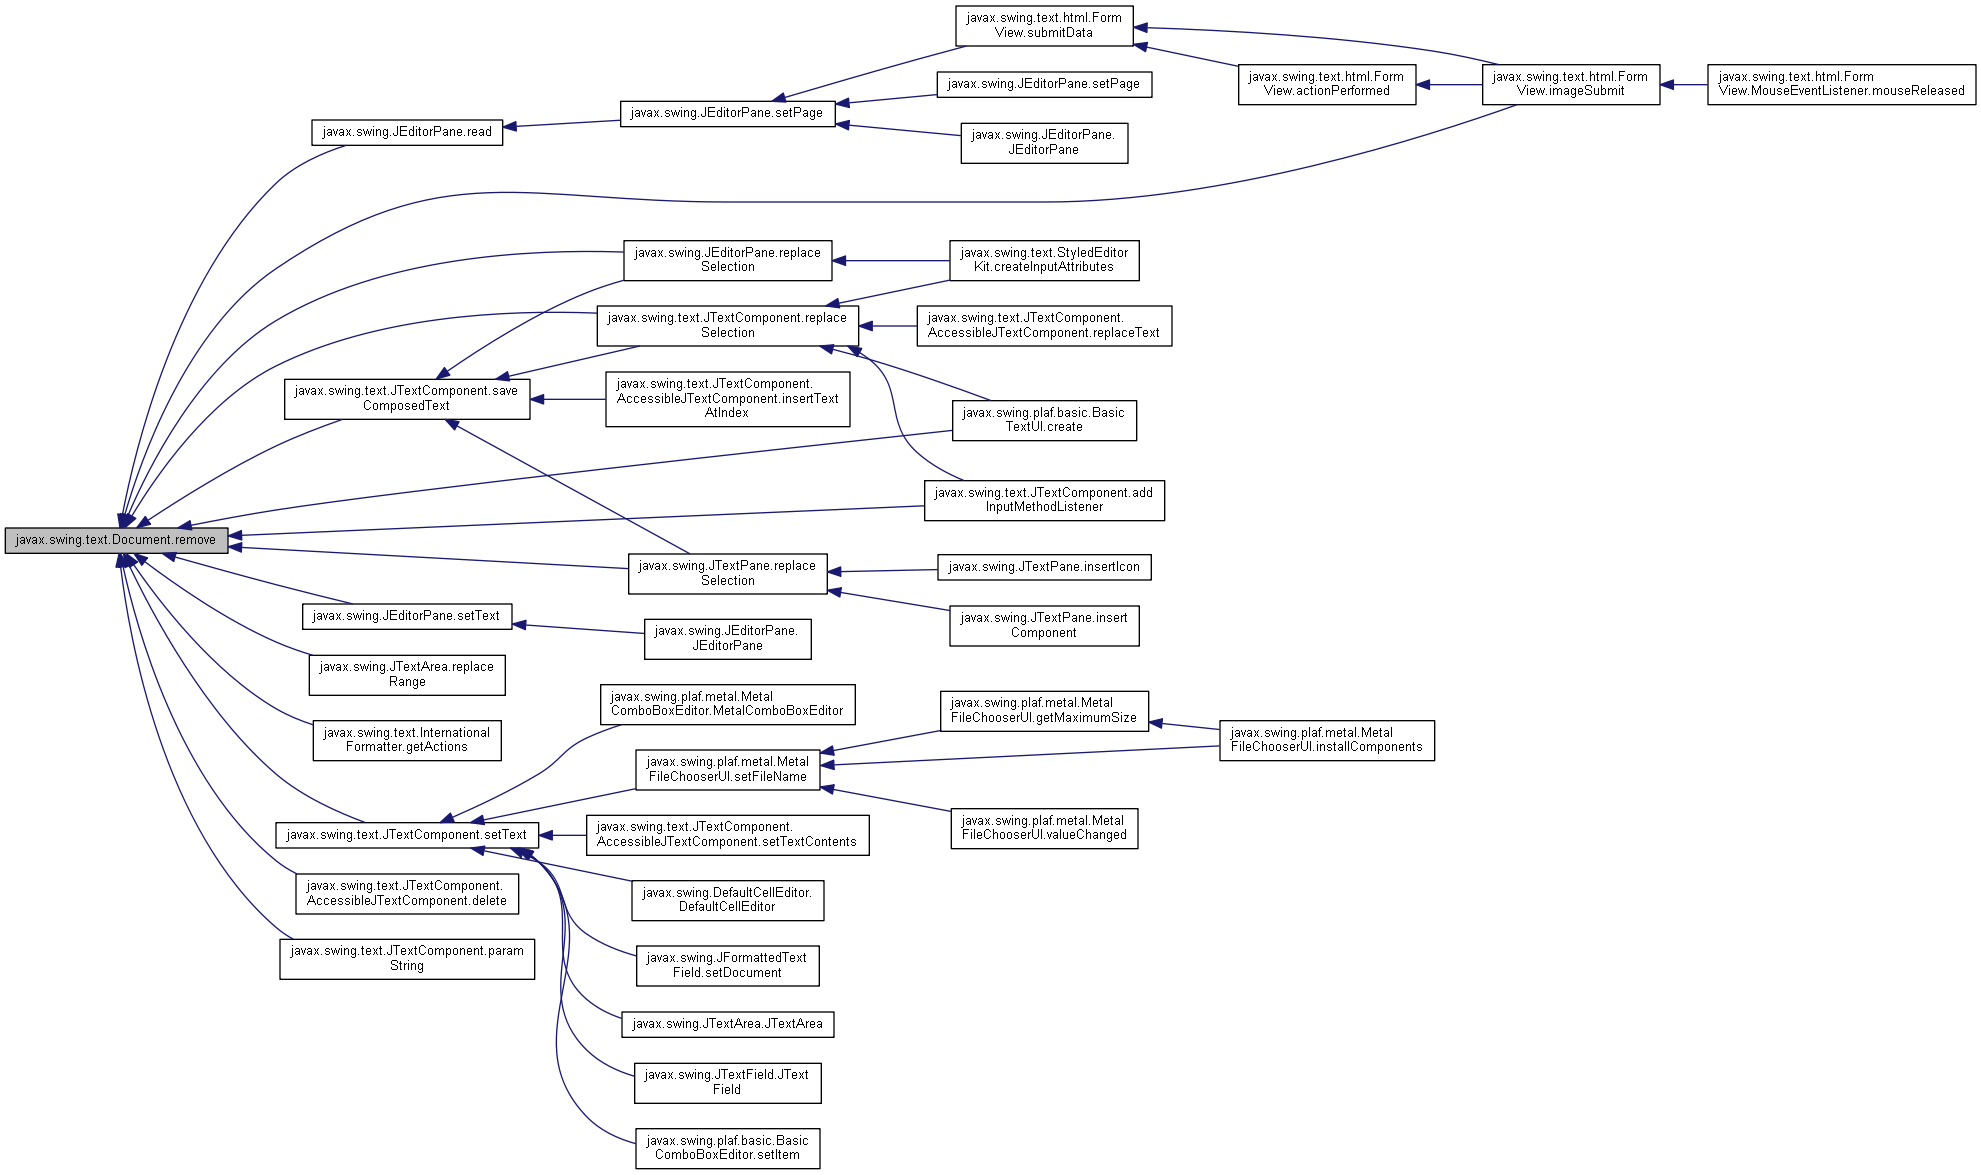 javax.swing.text.html.Form
View.submitData
javax.swing.text.html.Form
View.actionPerformed
javax.swing.text.html.Form
View.imageSubmit
javax.swing.text.html.Form
View.MouseEventListener.mouseReleased
javax.swing.JEditorPane.setPage
javax.swing.JEditorPane.setPage
javax.swing.JEditorPane.read
javax.swing.JEditorPane.
JEditorPane
javax.swing.JEditorPane.replace
Selection
javax.swing.text.StyledEditor
Kit.createInputAttributes
javax.swing.text.JTextComponent.replace
Selection
javax.swing.text.JTextComponent.
AccessibleJTextComponent.replaceText
javax.swing.text.JTextComponent.save
ComposedText
javax.swing.text.JTextComponent.
AccessibleJTextComponent.insertText
AtIndex
javax.swing.plaf.basic.Basic
TextUI.create
javax.swing.text.JTextComponent.add
InputMethodListener
javax.swing.text.Document.remove
javax.swing.JTextPane.replace
Selection
javax.swing.JTextPane.insertIcon
javax.swing.JEditorPane.setText
javax.swing.JTextPane.insert
Component
javax.swing.JEditorPane.
JEditorPane
javax.swing.JTextArea.replace
Range
javax.swing.plaf.metal.Metal
ComboBoxEditor.MetalComboBoxEditor
javax.swing.plaf.metal.Metal
FileChooserUI.getMaximumSize
javax.swing.text.International
Formatter.getActions
javax.swing.plaf.metal.Metal
FileChooserUI.installComponents
javax.swing.plaf.metal.Metal
FileChooserUI.setFileName
javax.swing.text.JTextComponent.setText
javax.swing.text.JTextComponent.
AccessibleJTextComponent.setTextContents
javax.swing.plaf.metal.Metal
FileChooserUI.valueChanged
javax.swing.text.JTextComponent.
AccessibleJTextComponent.delete
javax.swing.DefaultCellEditor.
DefaultCellEditor
javax.swing.text.JTextComponent.param
String
javax.swing.JFormattedText
Field.setDocument
javax.swing.JTextArea.JTextArea
javax.swing.JTextField.JText
Field
javax.swing.plaf.basic.Basic
ComboBoxEditor.setItem